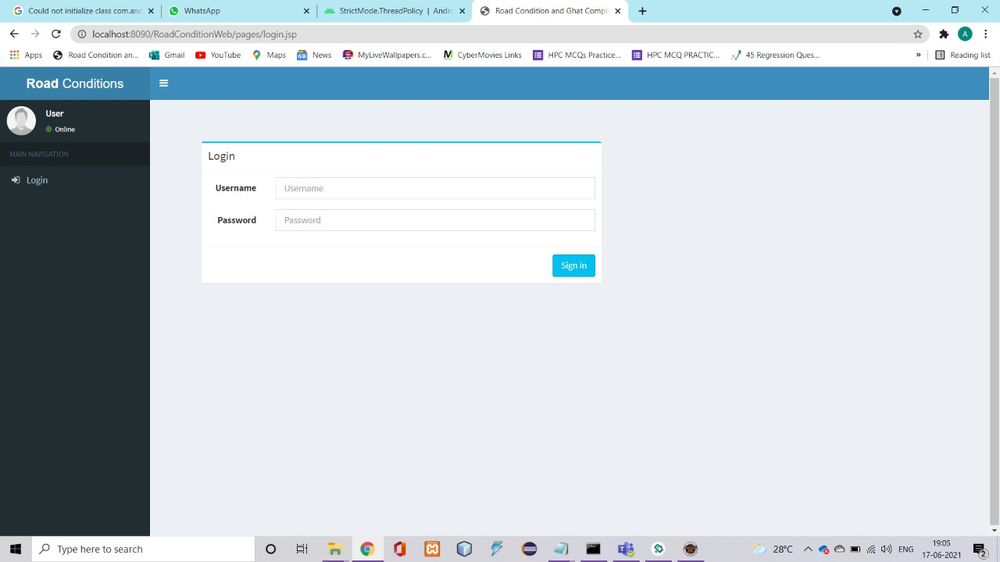 Could not initialize class com.and
WhatsApp
StrictMode.ThreadPolicy | Andro
Road Condition and Ghat Compl
localhost:8090/RoadConditionWeb/pages/login.jsp
Apps
Road Condition an...
Gmail
YouTube
Maps
News
MyLiveWallpapers.c...
CyberMovies Links
HPC MCQs Practice...
HPC MCQ PRACTIC...
45 Regression Ques...
»
Reading list
Road Conditions
User
Online
MAIN NAVIGATION
Login
Login
Username
Username
Password
Password
Sign in
Type here to search
28°C
ENG
19:05
17-06-2021
2